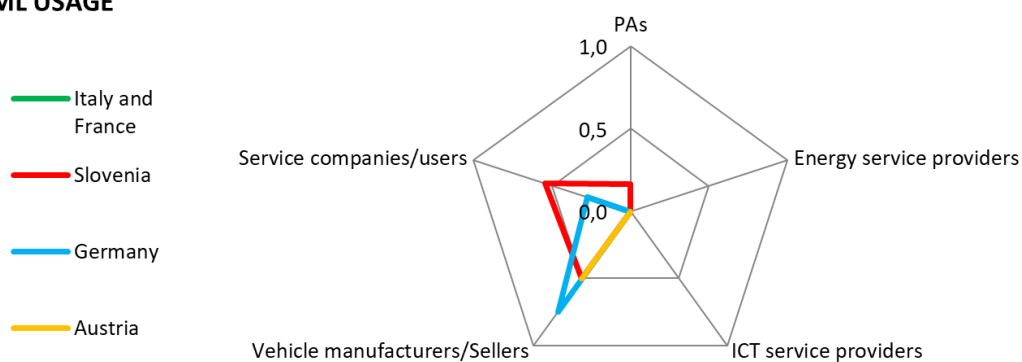 USAGE
PAs
1,0
Italy and
France
0,5
Service companies/users
Energy service providers
Slovenia
0,0
Germany
Austria
Vehicle manufacturers/Sellers
ICT service providers